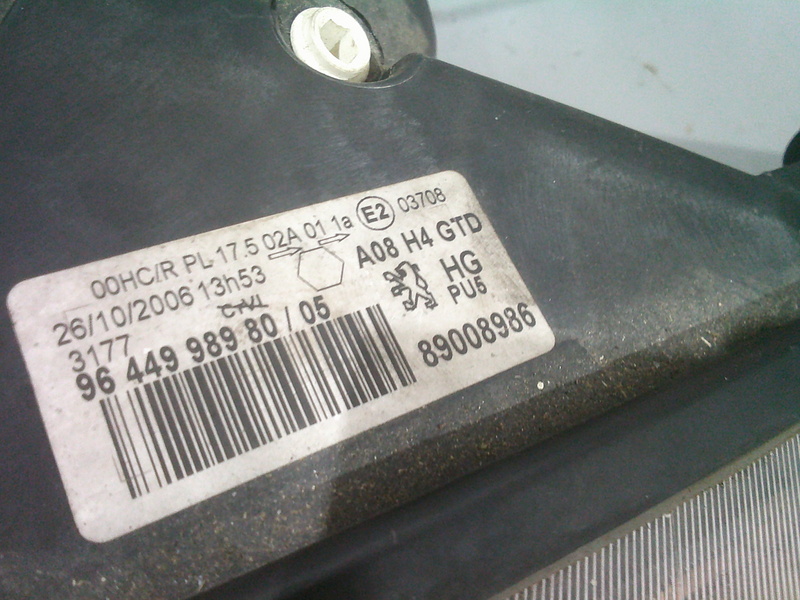 00HC/R PL 17.5 02A 01 1a E2 03708
26/10/2006 13h53
A08 H4 GTD
3177
HG
96 449 989 80 / 05
PU5
89008986